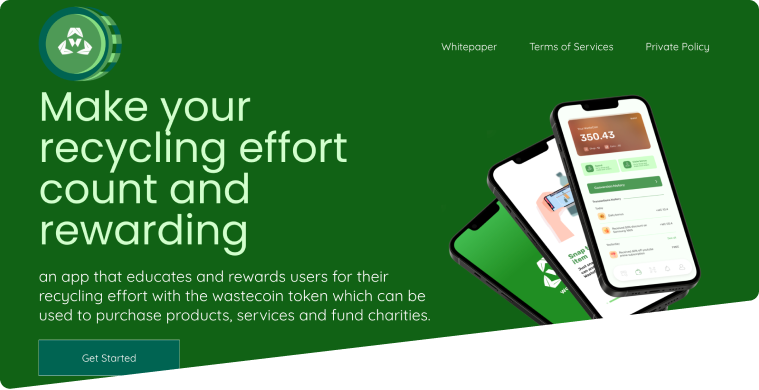 Whitepaper
Terms of Services
Private Policy
Make your
recycling effort
count and
rewarding
an app that educates and rewards users for their
recycling effort with the wastecoin token which can be
used to purchase products, services and fund charities.
Get Started
350.43
Snap
item